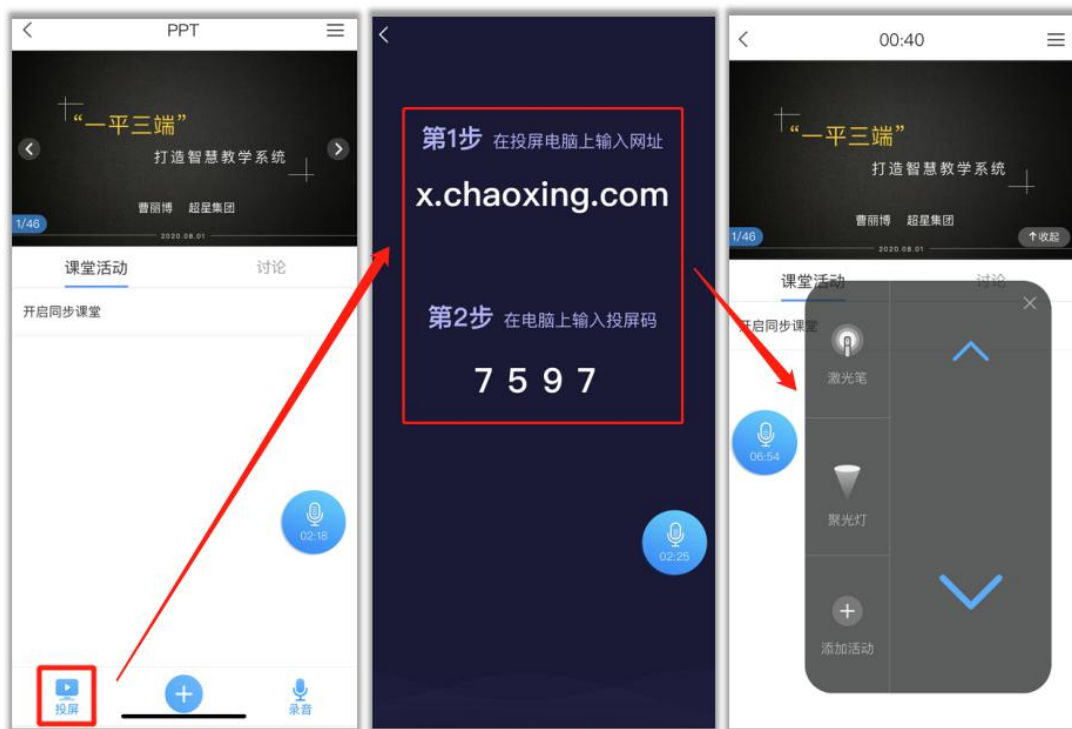 PPT
“一平三端”
打造智慧教学系统
曹丽博 超星集团
1/46
2020.08.01
课堂活动 讨论
开启同步课堂
02:18
投屏
录音
第1步 在投屏电脑上输入网址
x.chaoxing.com
第2步 在电脑上输入投屏码
7597
02:25
00:40
“一平三端”
打造智慧教学系统
曹丽博 超星集团
1/46
2020.08.01
收起
课堂活动 讨论
开启同步课堂
激光笔
06:54
聚光灯
添加活动